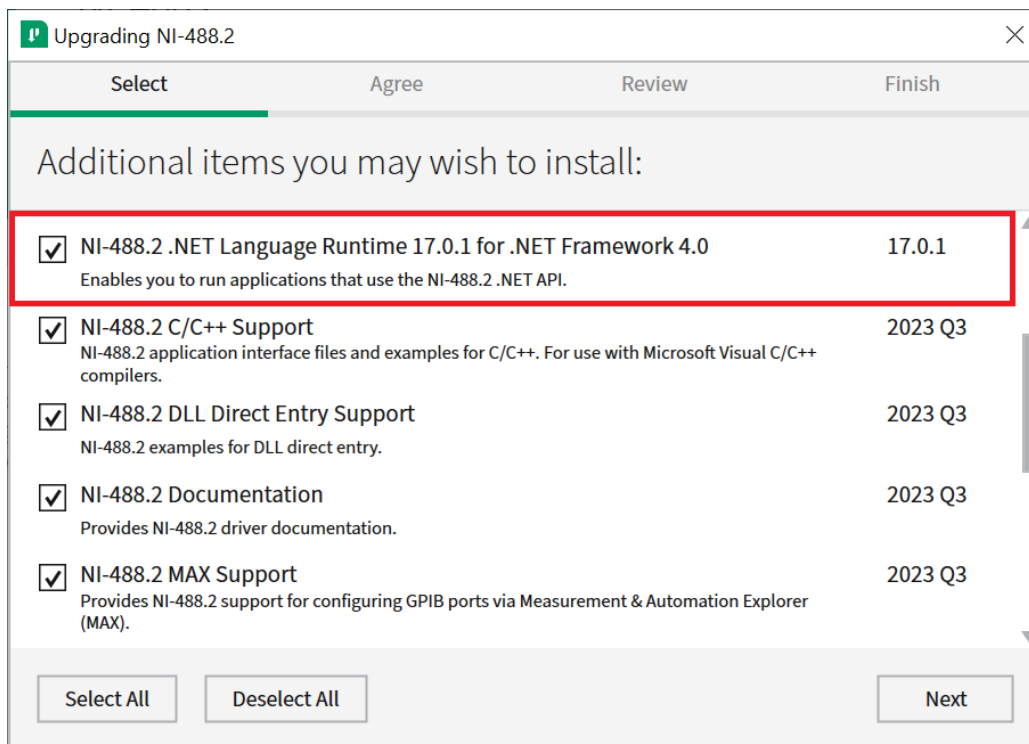 Upgrading NI-488.2
Select Agree Review Finish
Additional items you may wish to install:
NI-488.2 .NET Language Runtime 17.0.1 for .NET Framework 4.0 17.0.1
Enables you to run applications that use the NI-488.2 .NET API.
NI-488.2 C/C++ Support 2023 Q3
NI-488.2 application interface files and examples for C/C++. For use with Microsoft Visual C/C++
compilers.
NI-488.2 DLL Direct Entry Support 2023 Q3
NI-488.2 examples for DLL direct entry.
NI-488.2 Documentation 2023 Q3
Provides NI-488.2 driver documentation.
NI-488.2 MAX Support 2023 Q3
Provides NI-488.2 support for configuring GPIB ports via Measurement & Automation Explorer
(MAX).
Select All Deselect All Next